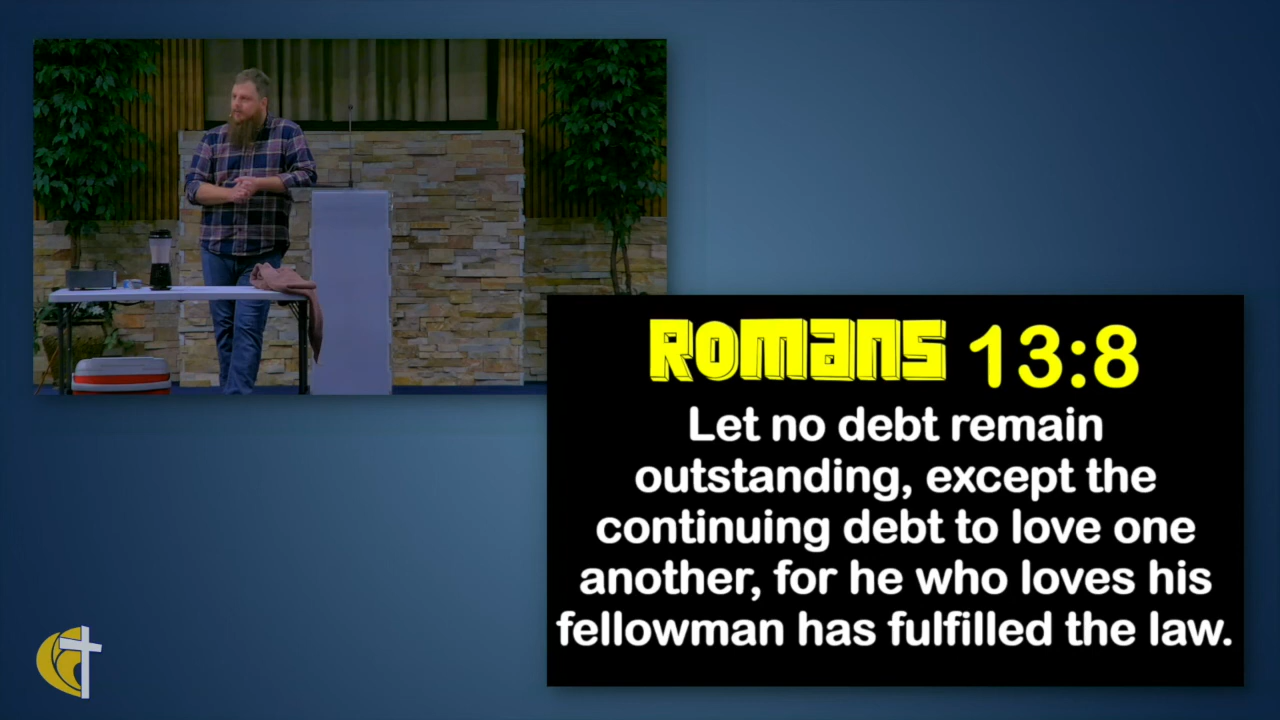 Romans 13:8
Let no debt remain
outstanding, except the
continuing debt to love one
another, for he who loves his
fellowman has fulfilled the law.